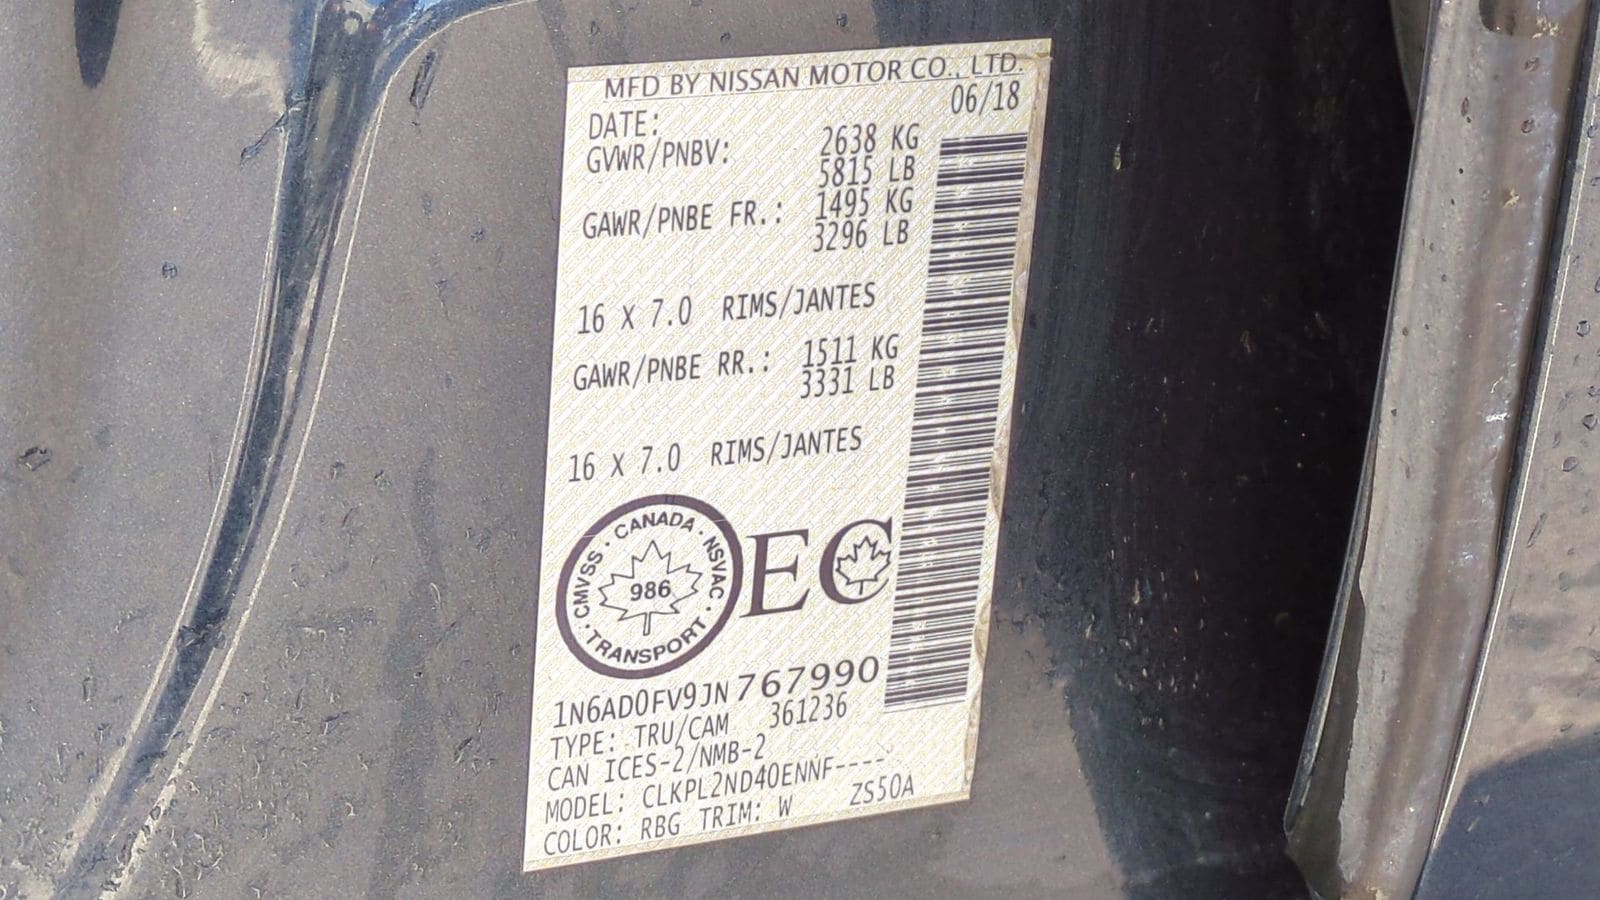 MFD BY NISSAN MOTOR CO., LTD.
DATE: 06/18
GVWR/PNBV: 2638 KG
5815 LB
GAWR/PNBE FR.: 1495 KG
3296 LB
16 X 7.0 RIMS/JANTES
GAWR/PNBE RR.: 1511 KG
3331 LB
16 X 7.0 RIMS/JANTES
CMVSS · CANADA · NSVAC · TRANSPORT ·
986
EC
1N6AD0FV9JN767990
TYPE: TRU/CAM 361236
CAN ICES-2/NMB-2
MODEL: CLKPL2ND40ENNF----
COLOR: RBG TRIM: W ZS50A